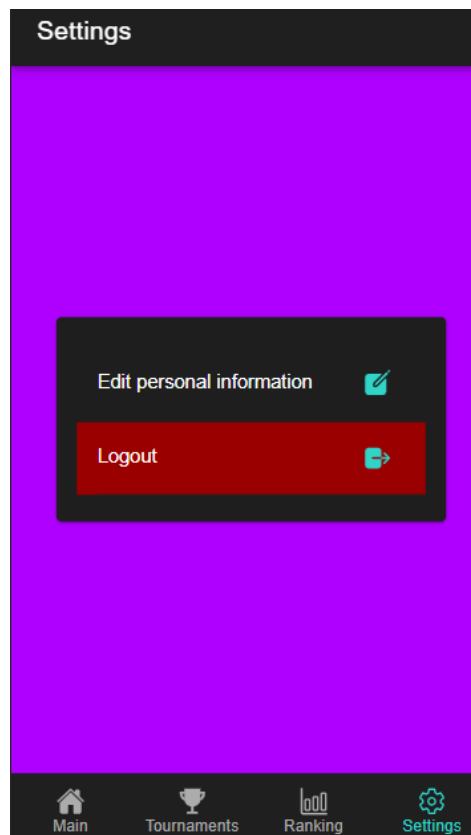 Settings
Edit personal information
Logout
Main
Tournaments
Ranking
Settings